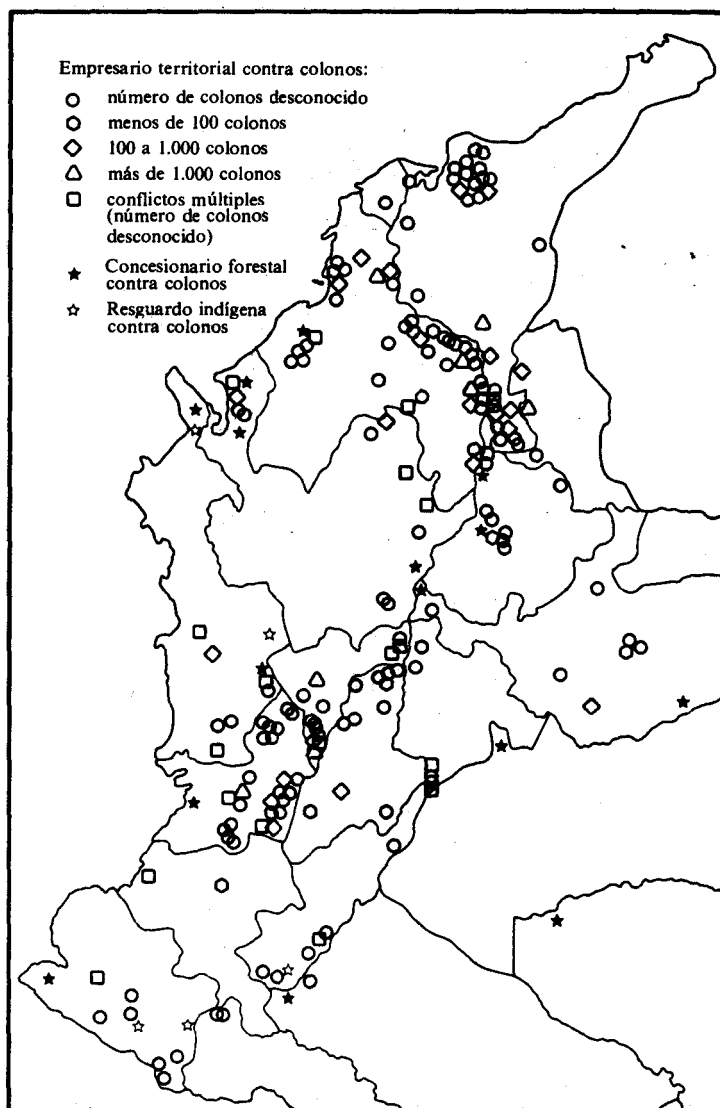 Empresario territorial contra colonos:
número de colonos desconocido
menos de 100 colonos
100 a 1.000 colonos
más de 1.000 colonos
conflictos múltiples
(número de colonos
desconocido)
Concesionario forestal
contra colonos
Resguardo indígena
contra colonos